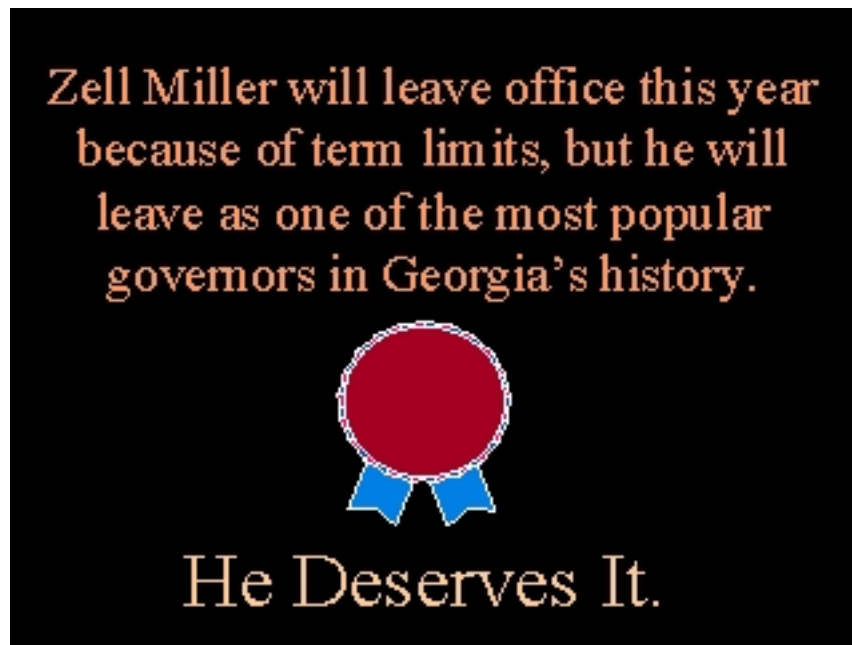 Zell Miller will leave office this year
because of term limits, but he will
leave as one of the most popular
governors in Georgia’s history.
He Deserves It.